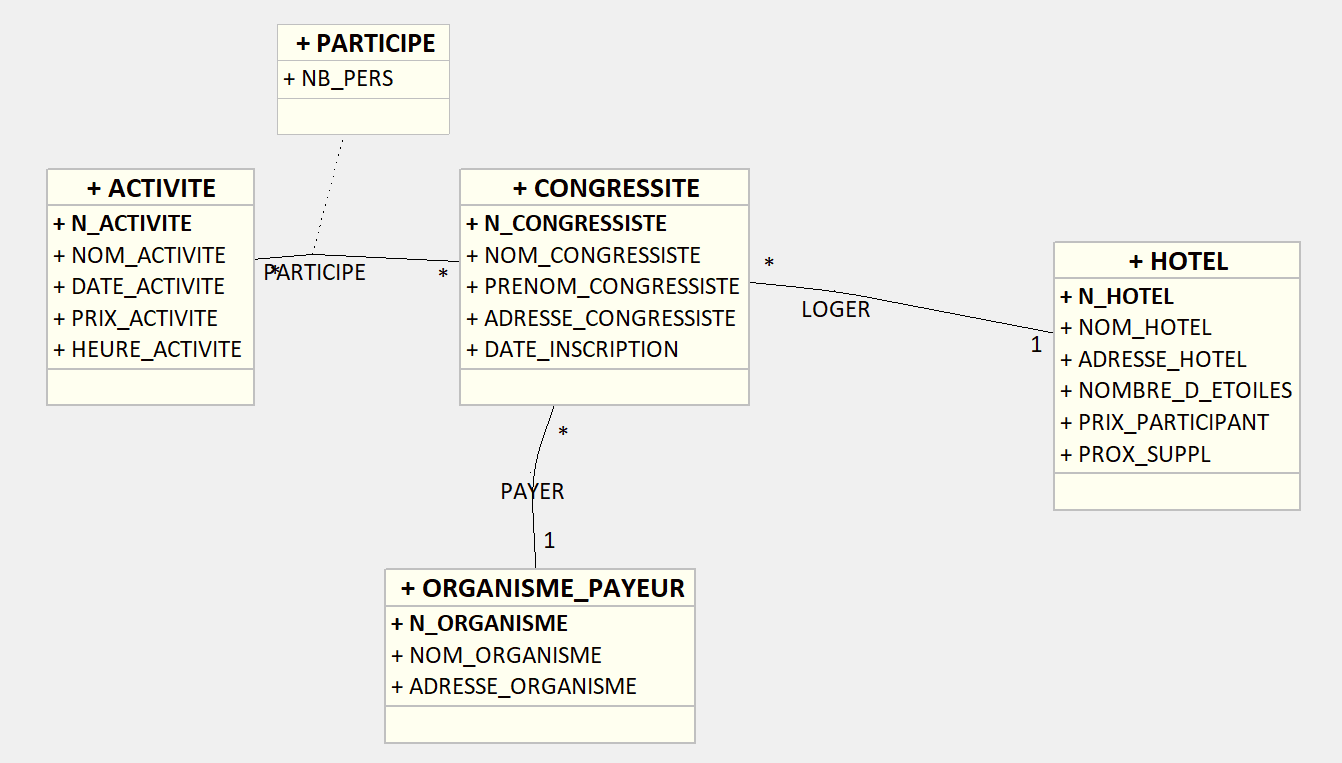 + PARTICIPE
+ NB_PERS
+ ACTIVITE
+ N_ACTIVITE
+ NOM_ACTIVITE
+ DATE_ACTIVITE
+ PRIX_ACTIVITE
+ HEURE_ACTIVITE
*
PARTICIPE
*
+ CONGRESSITE
+ N_CONGRESSISTE
+ NOM_CONGRESSISTE
+ PRENOM_CONGRESSISTE
+ ADRESSE_CONGRESSISTE
+ DATE_INSCRIPTION
*
LOGER
1
+ HOTEL
+ N_HOTEL
+ NOM_HOTEL
+ ADRESSE_HOTEL
+ NOMBRE_D_ETOILES
+ PRIX_PARTICIPANT
+ PROX_SUPPL
*
PAYER
1
+ ORGANISME_PAYEUR
+ N_ORGANISME
+ NOM_ORGANISME
+ ADRESSE_ORGANISME